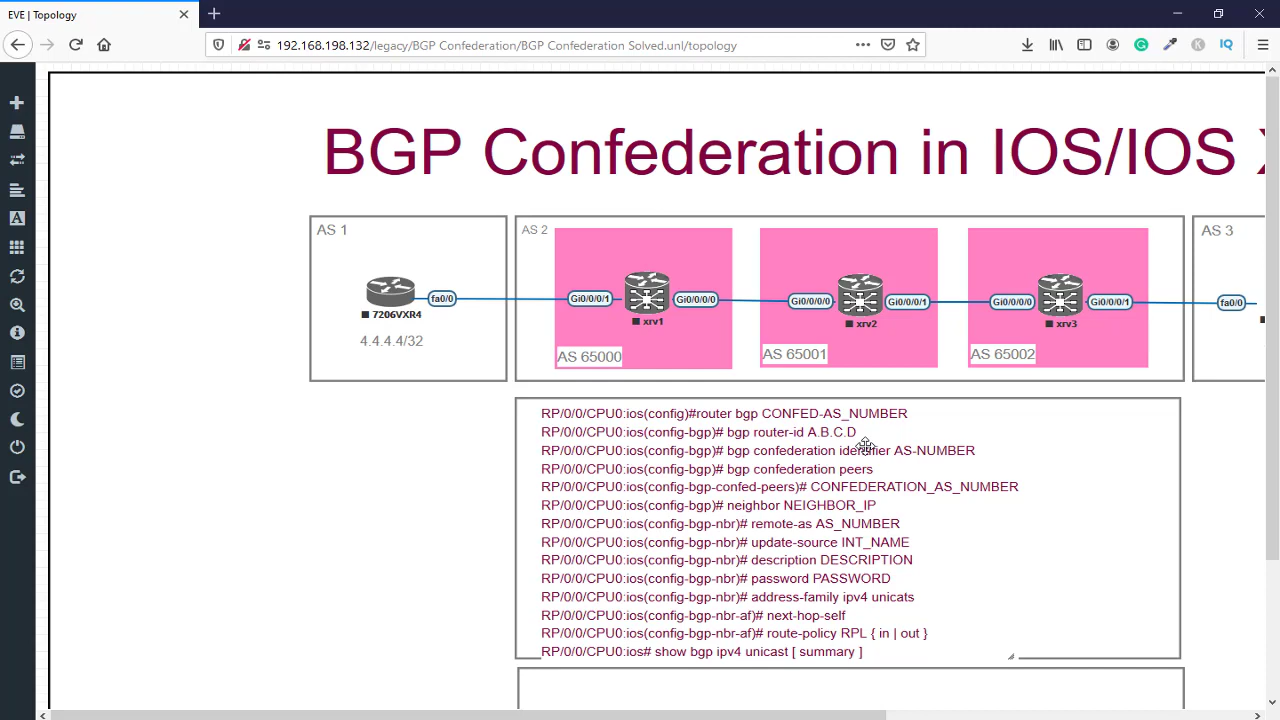 EVE | Topology
192.168.198.132/legacy/BGP Confederation/BGP Confederation Solved.unl/topology
BGP Confederation in IOS/IOS
AS 1
AS 2
AS 3
fa0/0
Gi0/0/0/1
Gi0/0/0/0
Gi0/0/0/0
Gi0/0/0/1
Gi0/0/0/0
Gi0/0/0/1
fa0/0
7206VXR4
xrv1
xrv2
xrv3
4.4.4.4/32
AS 65000
AS 65001
AS 65002
RP/0/0/CPU0:ios(config)#router bgp CONFED-AS_NUMBER
RP/0/0/CPU0:ios(config-bgp)# bgp router-id A.B.C.D
RP/0/0/CPU0:ios(config-bgp)# bgp confederation identifier AS-NUMBER
RP/0/0/CPU0:ios(config-bgp)# bgp confederation peers
RP/0/0/CPU0:ios(config-bgp-confed-peers)# CONFEDERATION_AS_NUMBER
RP/0/0/CPU0:ios(config-bgp)# neighbor NEIGHBOR_IP
RP/0/0/CPU0:ios(config-bgp-nbr)# remote-as AS_NUMBER
RP/0/0/CPU0:ios(config-bgp-nbr)# update-source INT_NAME
RP/0/0/CPU0:ios(config-bgp-nbr)# description DESCRIPTION
RP/0/0/CPU0:ios(config-bgp-nbr)# password PASSWORD
RP/0/0/CPU0:ios(config-bgp-nbr)# address-family ipv4 unicats
RP/0/0/CPU0:ios(config-bgp-nbr-af)# next-hop-self
RP/0/0/CPU0:ios(config-bgp-nbr-af)# route-policy RPL { in | out }
RP/0/0/CPU0:ios# show bgp ipv4 unicast [ summary ]